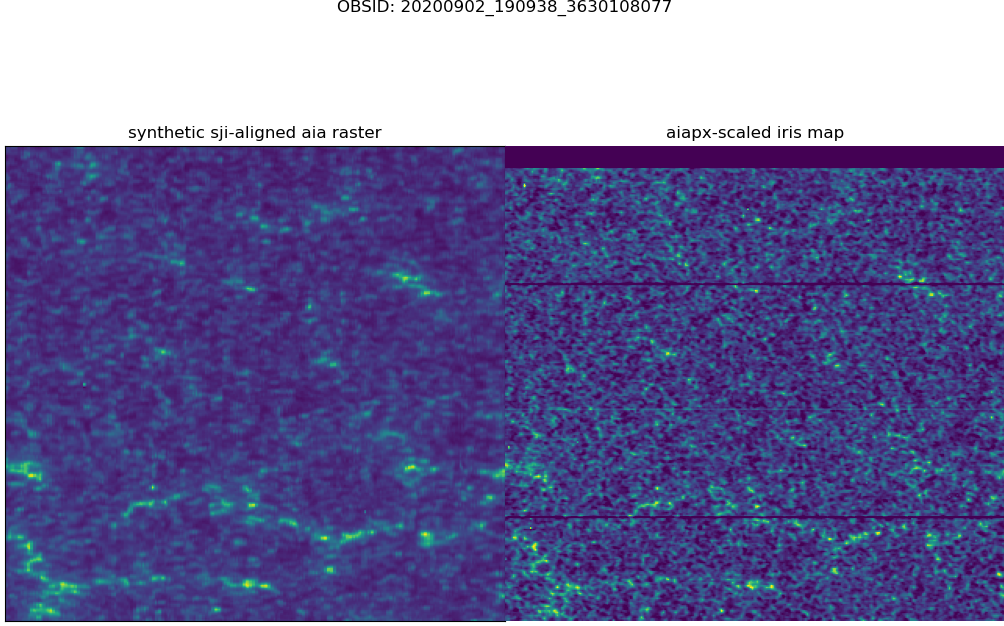 OBSID: 20200902_190938_3630108077
synthetic sji-aligned aia raster
aiapx-scaled iris map